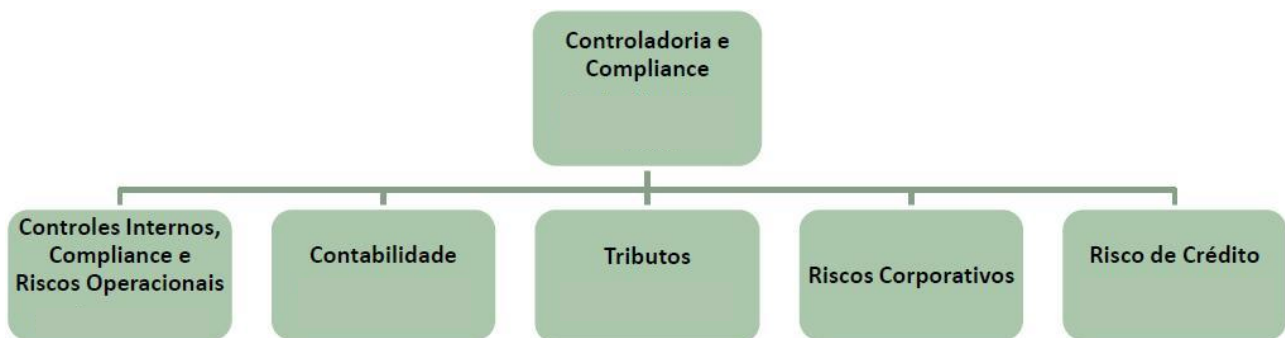 Controladoria e
Compliance
Controles Internos,
Compliance e
Riscos Operacionais
Contabilidade
Tributos
Riscos Corporativos
Risco de Crédito